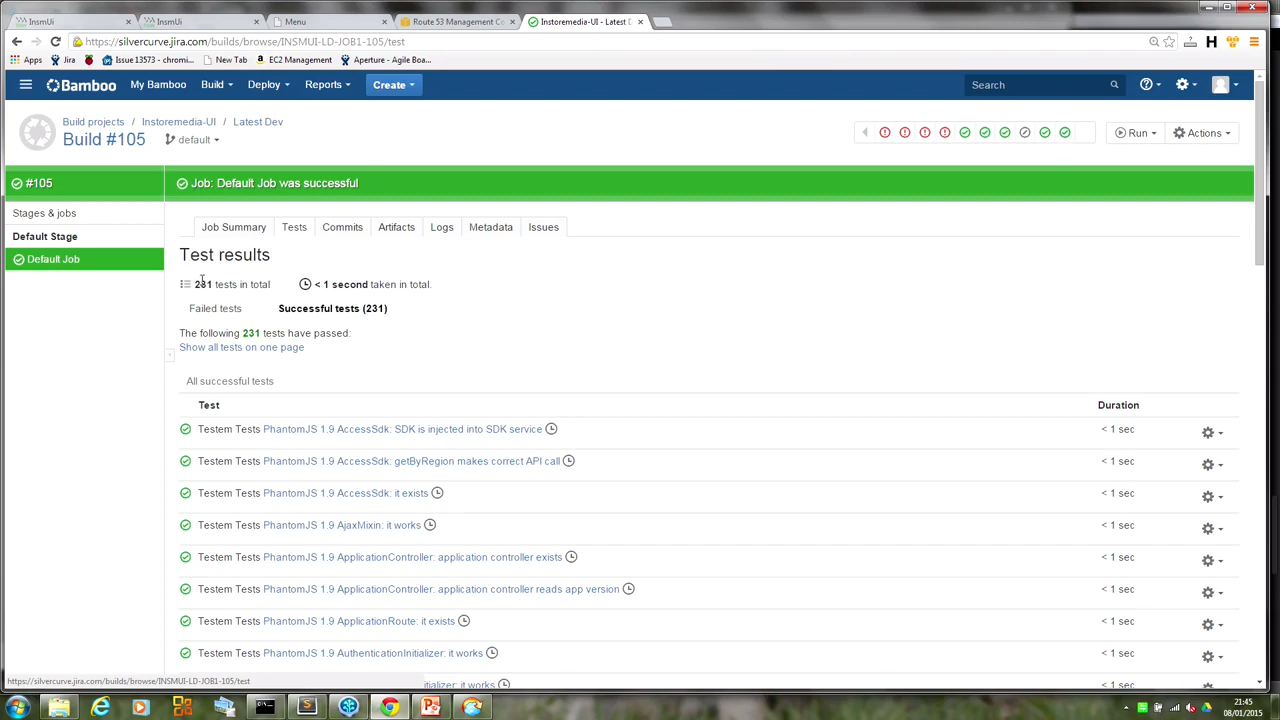 InsmUi
InsmUi
Menu
Route 53 Management Co
Instoremedia-UI - Latest D
https://silvercurve.jira.com/builds/browse/INSMUI-LD-JOB1-105/test
H
Apps
Jira
Issue 13573 - chromi...
New Tab
EC2 Management
Aperture - Agile Boa...
Bamboo
My Bamboo
Build
Deploy
Reports
Create
Search
Build projects / Instoremedia-UI / Latest Dev
Build #105
default
Run
Actions
#105
Job: Default Job was successful
Stages & jobs
Default Stage
Default Job
Job Summary
Tests
Commits
Artifacts
Logs
Metadata
Issues
Test results
231 tests in total
< 1 second taken in total.
Failed tests
Successful tests (231)
The following 231 tests have passed:
Show all tests on one page
All successful tests
Test
Duration
Testem Tests PhantomJS 1.9 AccessSdk: SDK is injected into SDK service
< 1 sec
Testem Tests PhantomJS 1.9 AccessSdk: getByRegion makes correct API call
< 1 sec
Testem Tests PhantomJS 1.9 AccessSdk: it exists
< 1 sec
Testem Tests PhantomJS 1.9 AjaxMixin: it works
< 1 sec
Testem Tests PhantomJS 1.9 ApplicationController: application controller exists
< 1 sec
Testem Tests PhantomJS 1.9 ApplicationController: application controller reads app version
< 1 sec
Testem Tests PhantomJS 1.9 ApplicationRoute: it exists
< 1 sec
Testem Tests PhantomJS 1.9 AuthenticationInitializer: it works
< 1 sec
itializer: it works
https://silvercurve.jira.com/builds/browse/INSMUI-LD-JOB1-105/test
21:45
08/01/2015